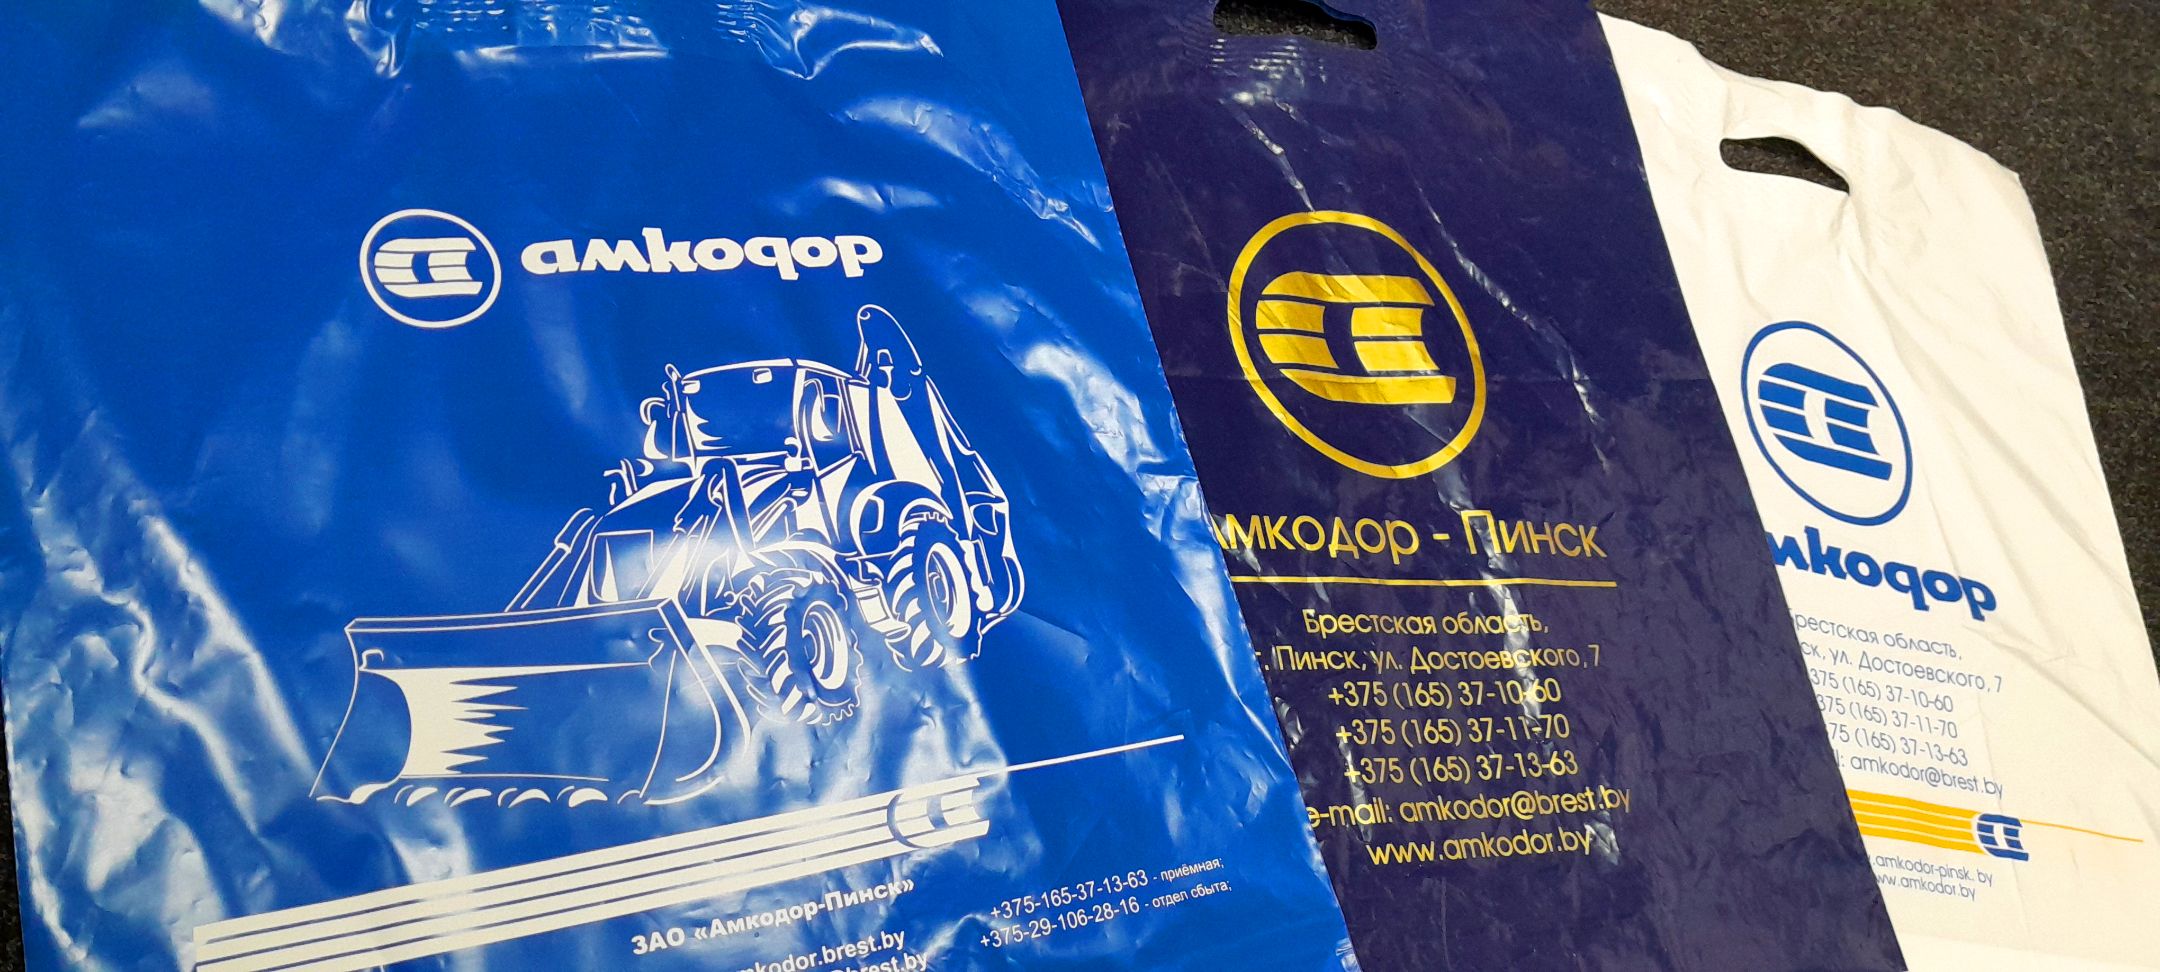 амкодор
ЗАО «Амкодор-Пинск»
+375-165-37-13-63 - приёмная;
+375-29-106-28-16 - отдел сбыта;
Амкодор - Пинск
Брестская область,
г. Пинск, ул. Достоевского, 7
+375 (165) 37-10-60
+375 (165) 37-11-70
+375 (165) 37-13-63
e-mail: amkodor@brest.by
www.amkodor.by
амкодор
Брестская область,
ул. Достоевского, 7
+375 (165) 37-10-60
+375 (165) 37-11-70
+375 (165) 37-13-63
amkodor@brest.by
.amkodor-pinsk.by
www.amkodor.by